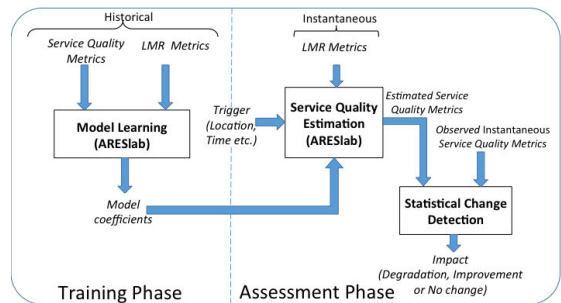 Historical
Service Quality
Metrics
LMR Metrics
Model Learning
(ARESlab)
Model
coefficients
Training Phase
Instantaneous
LMR Metrics
Trigger
(Location,
Time etc.)
Service Quality
Estimation
(ARESlab)
Estimated Service
Quality Metrics
Observed Instantaneous
Service Quality Metrics
Statistical Change
Detection
Impact
(Degradation, Improvement
or No change)
Assessment Phase